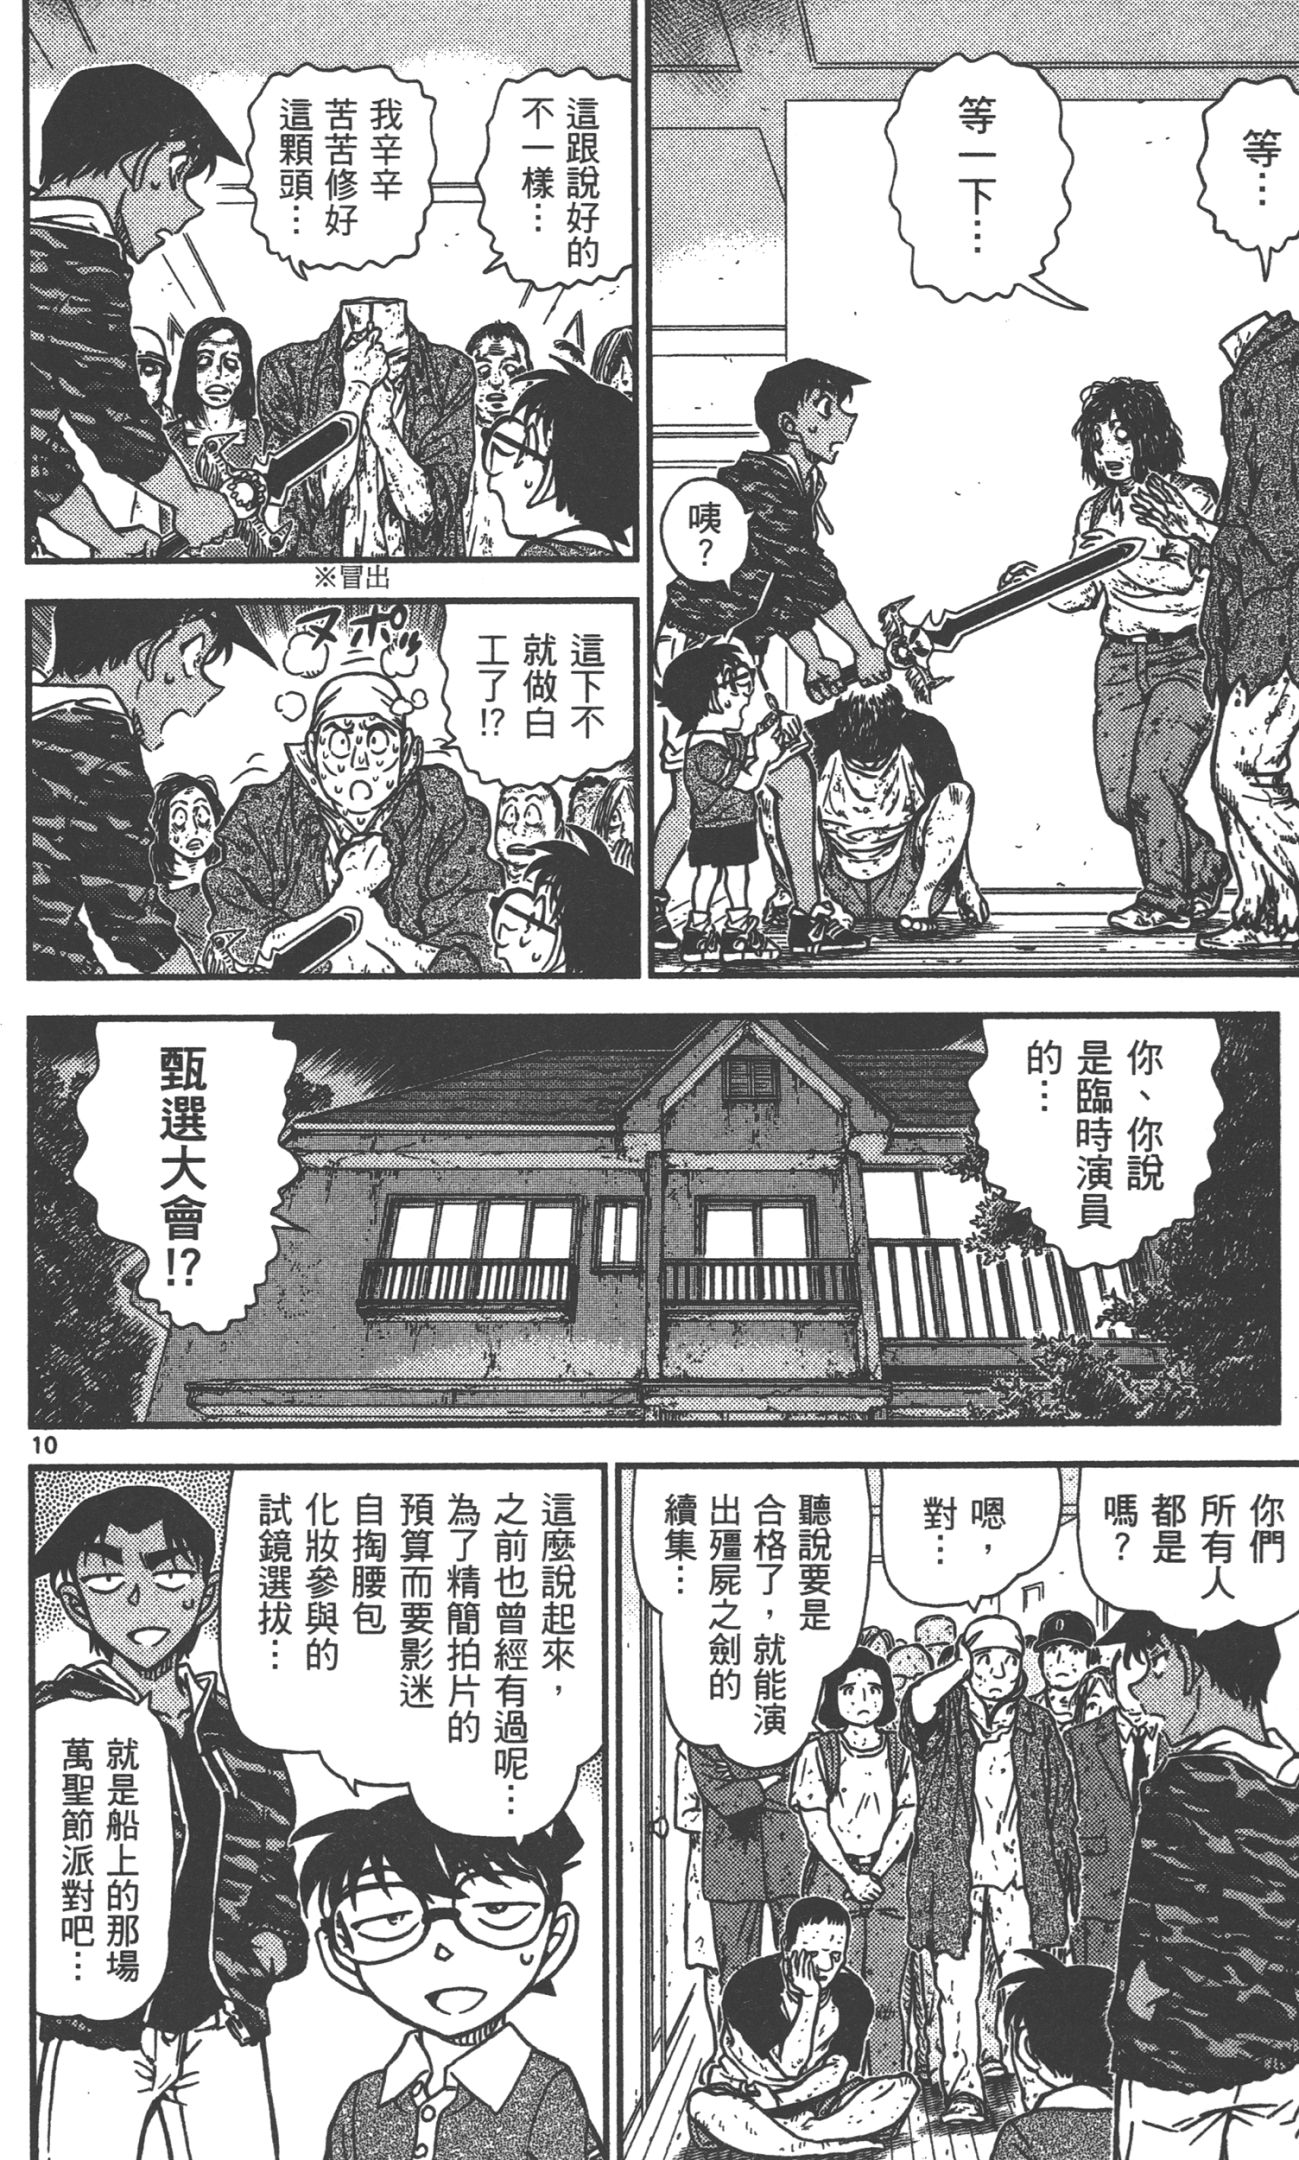 等…
等一下…
咦?
這跟說好的
不一樣…
我辛辛
苦苦修好
這顆頭…
※冒出
ヌポッ
這下不
就做白
工了!?
你、你說
是臨時演員
的…
甄選大會!?
10
你們
所有人
都是
嗎?
嗯,
對…
聽說要是
合格了,就能演
出殭屍之劍的
續集…
這麼說起來,
之前也曾經有過呢…
為了精簡拍片的
預算而要影迷
自掏腰包
化妝參與的
試鏡選拔…
就是船上的那場
萬聖節派對吧…